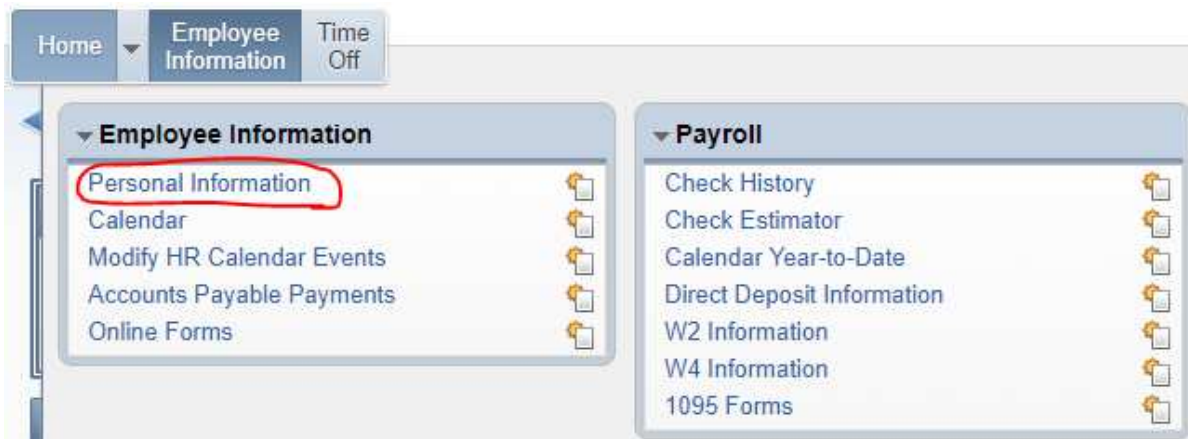 Home
Employee Information
Time Off
Employee Information
Personal Information
Calendar
Modify HR Calendar Events
Accounts Payable Payments
Online Forms
Payroll
Check History
Check Estimator
Calendar Year-to-Date
Direct Deposit Information
W2 Information
W4 Information
1095 Forms